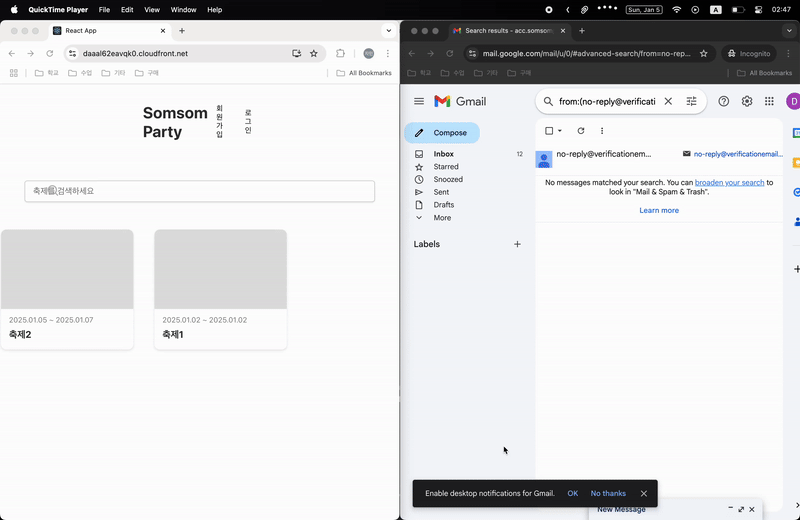 QuickTime Player File Edit View Window Help
Sun, Jan 5 A 02:47
React App
daaal62eavqk0.cloudfront.net
학교 수업 기타 구매 All Bookmarks
Somsom
Party
회원가입
로그인
축제를 검색하세요
2025.01.05 ~ 2025.01.07
축제2
2025.01.02 ~ 2025.01.02
축제1
Search results - acc.somsom
mail.google.com/mail/u/0/#advanced-search/from=no-rep...
Incognito
학교 수업 기타 구매 All Bookmarks
Gmail
from:(no-reply@verificati
D
Compose
Inbox 12
Starred
Snoozed
Sent
Drafts
More
Labels
no-reply@verificationem...
no-reply@verificationemail...
No messages matched your search. You can broaden your search to
look in "Mail & Spam & Trash".
Learn more
Enable desktop notifications for Gmail. OK No thanks
New Message